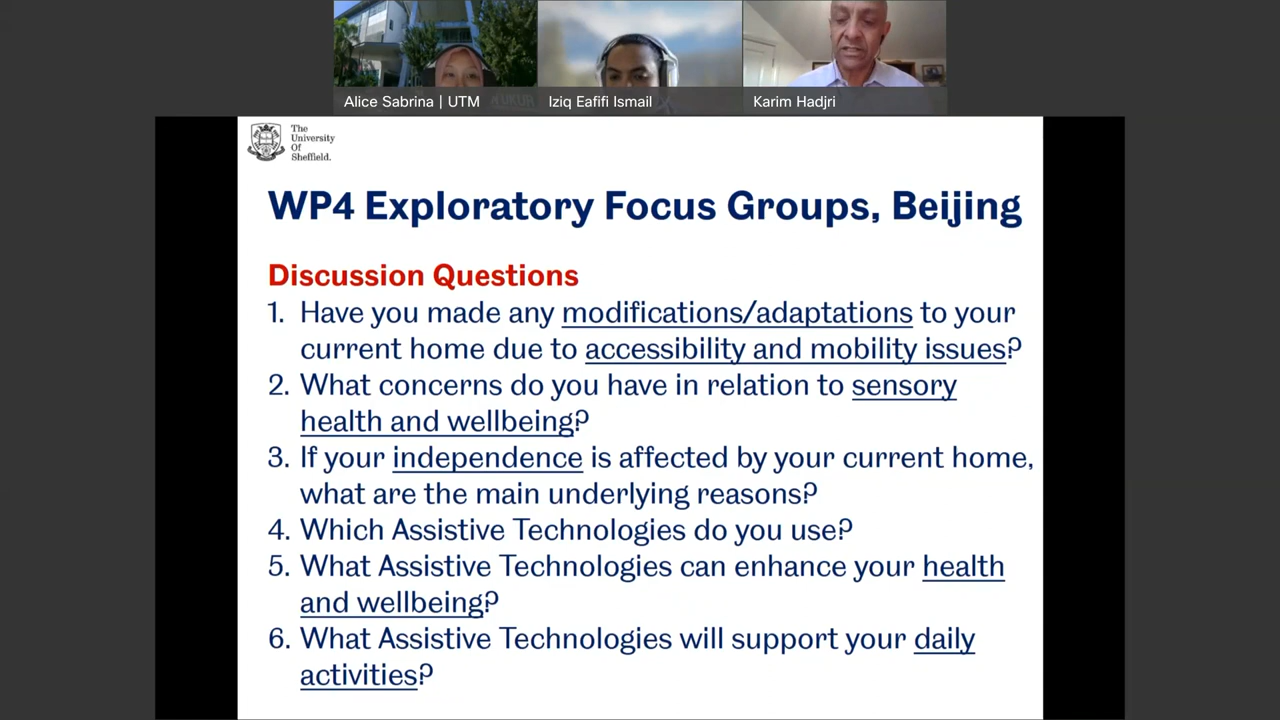 Alice Sabrina | UTM
Iziq Eafifi Ismail
Karim Hadjri
The
University
Of
Sheffield.
WP4 Exploratory Focus Groups, Beijing
Discussion Questions
1. Have you made any modifications/adaptations to your
current home due to accessibility and mobility issues?
2. What concerns do you have in relation to sensory
health and wellbeing?
3. If your independence is affected by your current home,
what are the main underlying reasons?
4. Which Assistive Technologies do you use?
5. What Assistive Technologies can enhance your health
and wellbeing?
6. What Assistive Technologies will support your daily
activities?